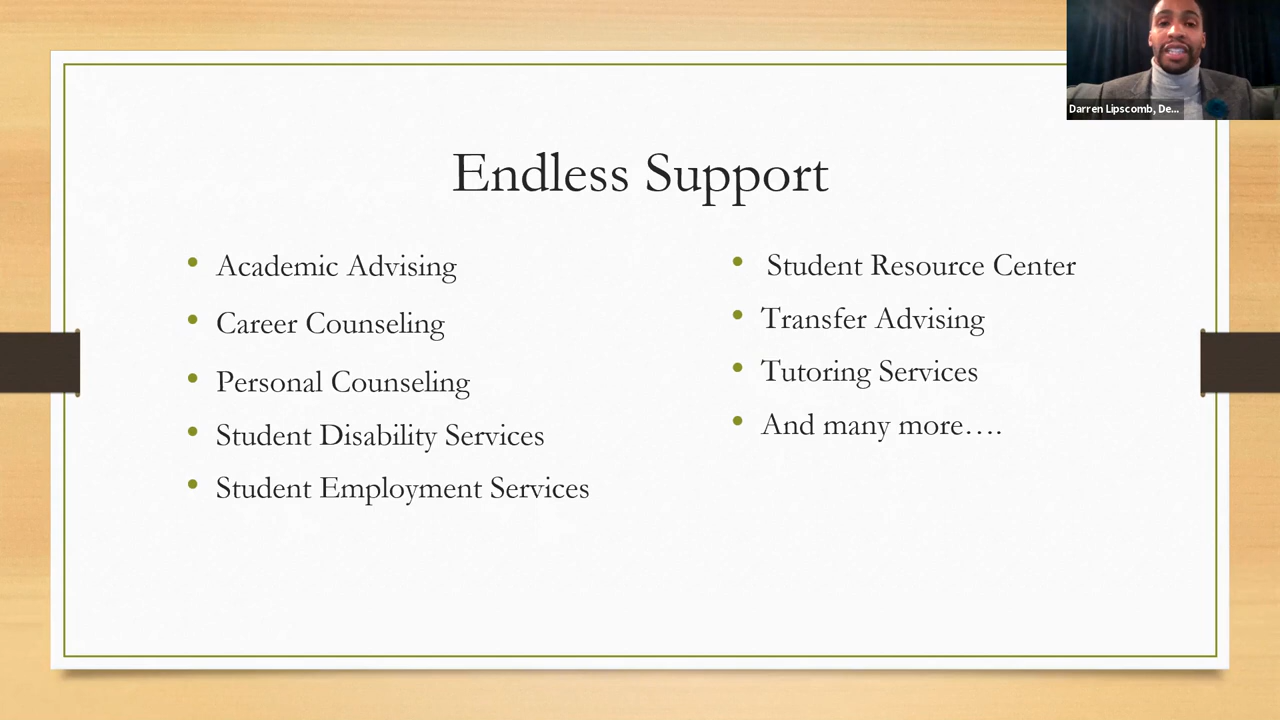 Darren Lipscomb, De...
Endless Support
• Academic Advising
• Career Counseling
• Personal Counseling
• Student Disability Services
• Student Employment Services
• Student Resource Center
• Transfer Advising
• Tutoring Services
• And many more….